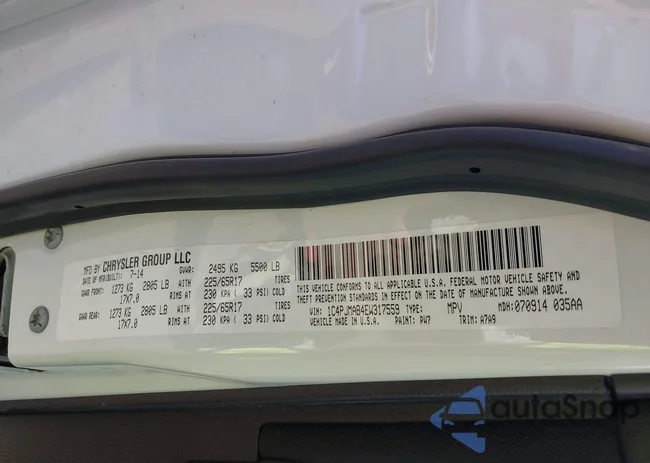 MFD BY CHRYSLER GROUP LLC
DATE OF MFR(BUILT): 7-14 GVWR: 2495 KG 5500 LB
GAWR FRONT: 1273 KG 2805 LB WITH 225/65R17 TIRES
17X7.0 RIMS AT 230 KPA ( 33 PSI) COLD
GAWR REAR: 1273 KG 2805 LB WITH 225/65R17 TIRES
17X7.0 RIMS AT 230 KPA ( 33 PSI) COLD
THIS VEHICLE CONFORMS TO ALL APPLICABLE U.S.A. FEDERAL MOTOR VEHICLE SAFETY AND
THEFT PREVENTION STANDARDS IN EFFECT ON THE DATE OF MANUFACTURE SHOWN ABOVE.
VIN: 1C4PJMAB4EW317559 TYPE: MPV MDH:070914 035AA
VEHICLE MADE IN U.S.A. PAINT: PW7 TRIM: A7A9
autoSnap